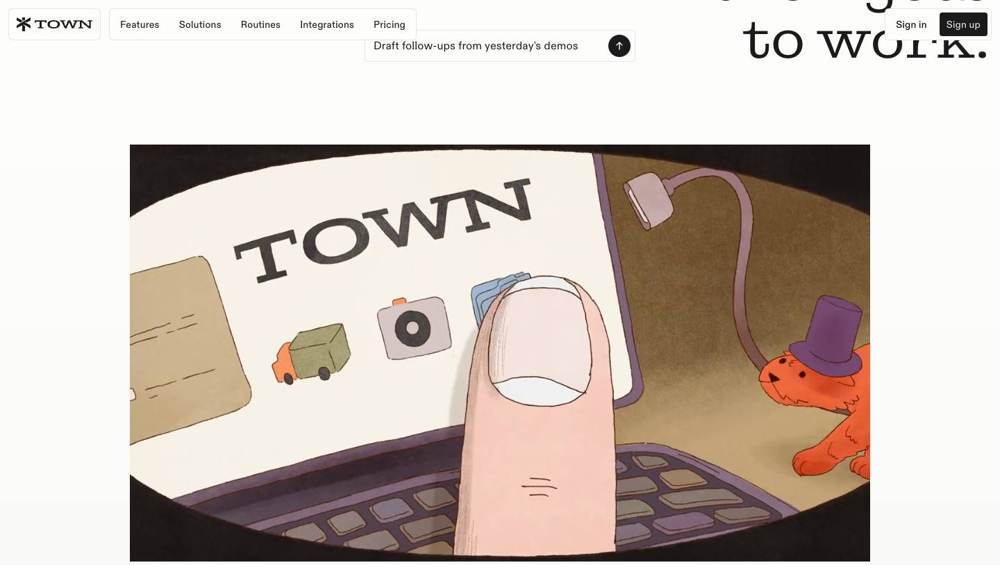 TOWN
Features
Solutions
Routines
Integrations
Pricing
Sign in
Sign up
Draft follow-ups from yesterday's demos
to work.
TOWN